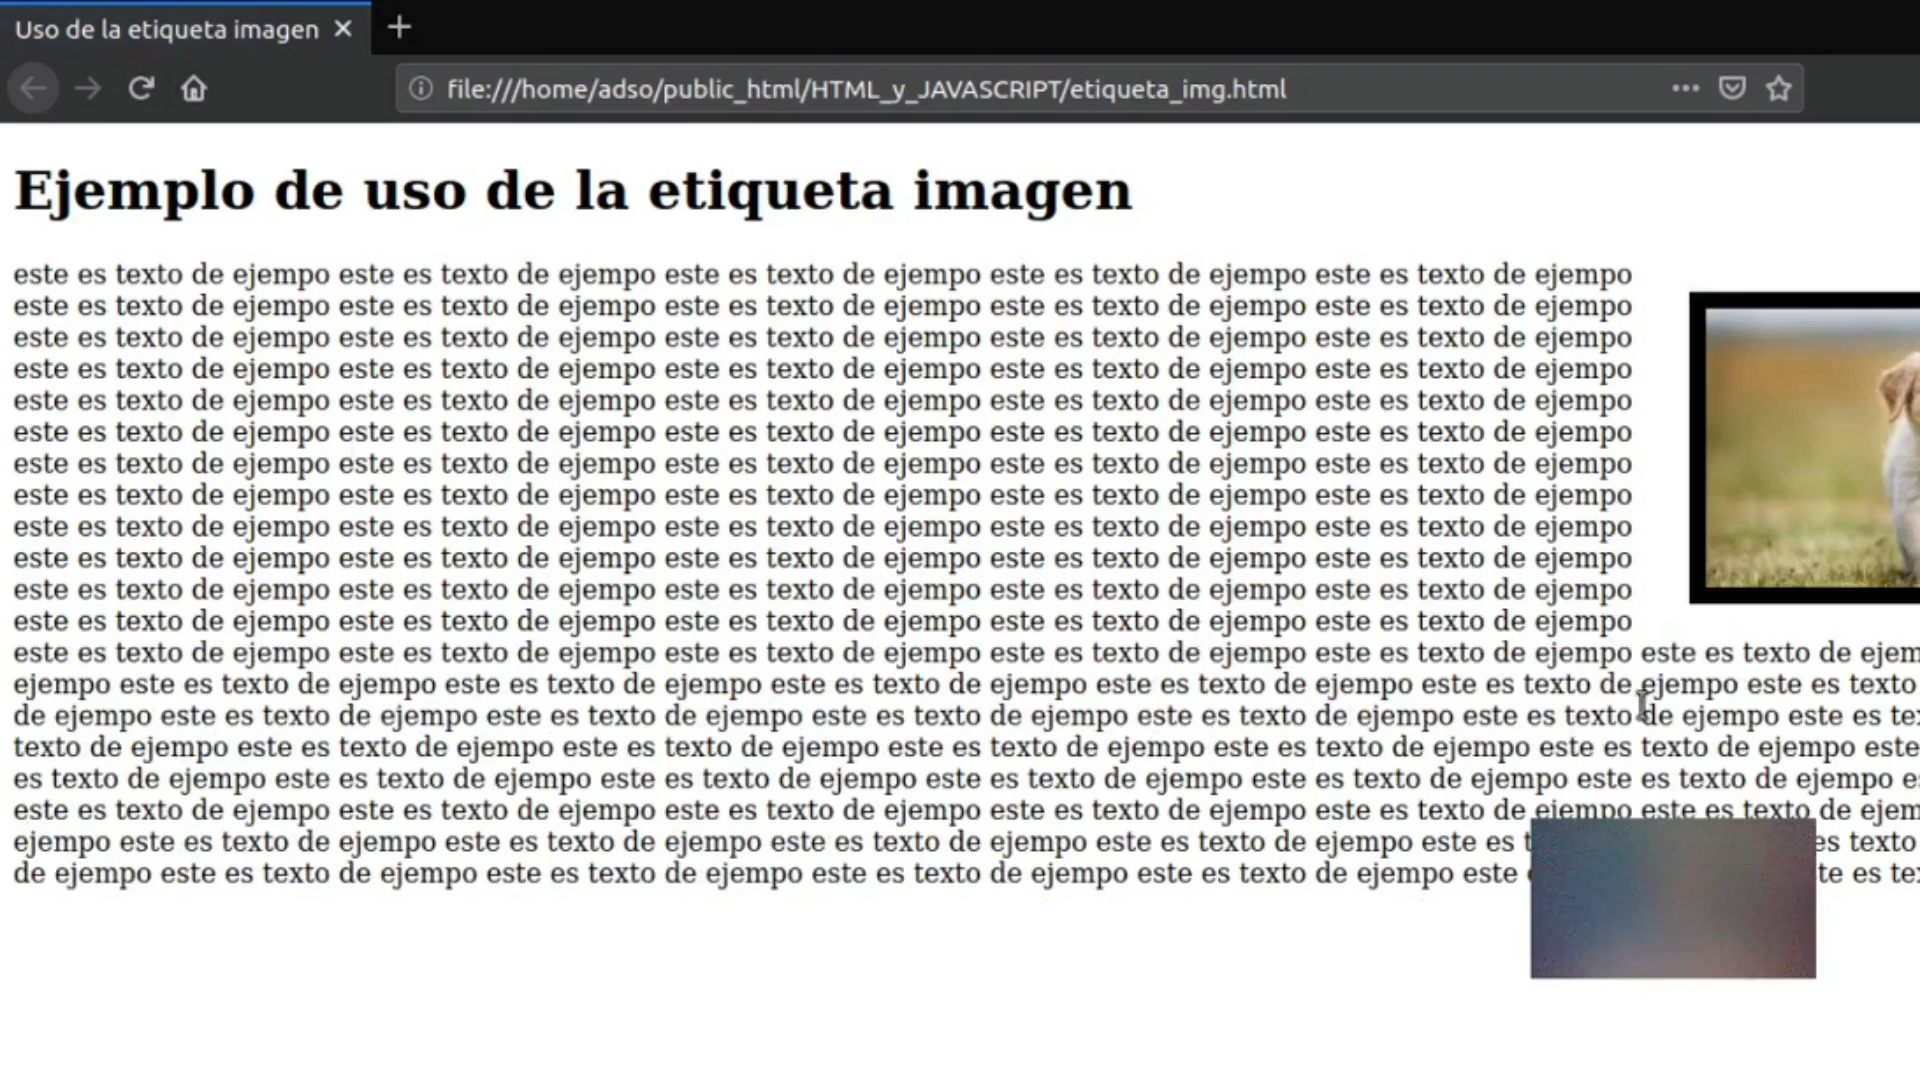 Uso de la etiqueta imagen
file:///home/adso/public_html/HTML_y_JAVASCRIPT/etiqueta_img.html
Ejemplo de uso de la etiqueta imagen
este es texto de ejempo este es texto de ejempo este es texto de ejempo este es texto de ejempo este es texto de ejempo
este es texto de ejempo este es texto de ejempo este es texto de ejempo este es texto de ejempo este es texto de ejempo
este es texto de ejempo este es texto de ejempo este es texto de ejempo este es texto de ejempo este es texto de ejempo
este es texto de ejempo este es texto de ejempo este es texto de ejempo este es texto de ejempo este es texto de ejempo
este es texto de ejempo este es texto de ejempo este es texto de ejempo este es texto de ejempo este es texto de ejempo
este es texto de ejempo este es texto de ejempo este es texto de ejempo este es texto de ejempo este es texto de ejempo
este es texto de ejempo este es texto de ejempo este es texto de ejempo este es texto de ejempo este es texto de ejempo
este es texto de ejempo este es texto de ejempo este es texto de ejempo este es texto de ejempo este es texto de ejempo
este es texto de ejempo este es texto de ejempo este es texto de ejempo este es texto de ejempo este es texto de ejempo
este es texto de ejempo este es texto de ejempo este es texto de ejempo este es texto de ejempo este es texto de ejempo
este es texto de ejempo este es texto de ejempo este es texto de ejempo este es texto de ejempo este es texto de ejempo
este es texto de ejempo este es texto de ejempo este es texto de ejempo este es texto de ejempo este es texto de ejempo
este es texto de ejempo este es texto de ejempo este es texto de ejempo este es texto de ejempo este es texto de ejempo este es texto de ejem
ejempo este es texto de ejempo este es texto de ejempo este es texto de ejempo este es texto de ejempo este es texto de ejempo este es texto
de ejempo este es texto de ejempo este es texto de ejempo este es texto de ejempo este es texto de ejempo este es texto de ejempo este es tex
texto de ejempo este es texto de ejempo este es texto de ejempo este es texto de ejempo este es texto de ejempo este es texto de ejempo este
es texto de ejempo este es texto de ejempo este es texto de ejempo este es texto de ejempo este es texto de ejempo este es texto de ejempo es
este es texto de ejempo este es texto de ejempo este es texto de ejempo este es texto de ejempo este es texto de ejempo este es texto de ejem
ejempo este es texto de ejempo este es texto de ejempo este es texto de ejempo este es texto de ejempo este es t es texto
de ejempo este es texto de ejempo este es texto de ejempo este es texto de ejempo este es texto de ejempo este te es tex